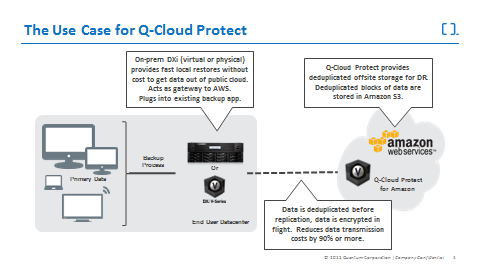 The Use Case for Q-Cloud Protect
On-prem DXi (virtual or physical)
provides fast local restores without
cost to get data out of public cloud.
Acts as gateway to AWS.
Plugs into existing backup app.
Q-Cloud Protect provides
deduplicated offsite storage for DR.
Deduplicated blocks of data are
stored in Amazon S3.
Primary Data
Backup
Process
Or
DXi V-Series
End User Datacenter
amazon
web services™
Q-Cloud Protect
for Amazon
Data is deduplicated before
replication, data is encrypted in
flight. Reduces data transmission
costs by 90% or more.
Quantum Corporation | Company Confidential